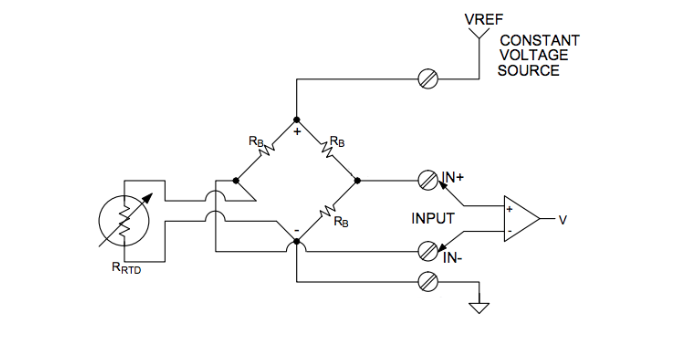 VREF
CONSTANT
VOLTAGE
SOURCE
RB
+
RB
IN+
RB
INPUT
+
-
V
-
IN-
RRTD